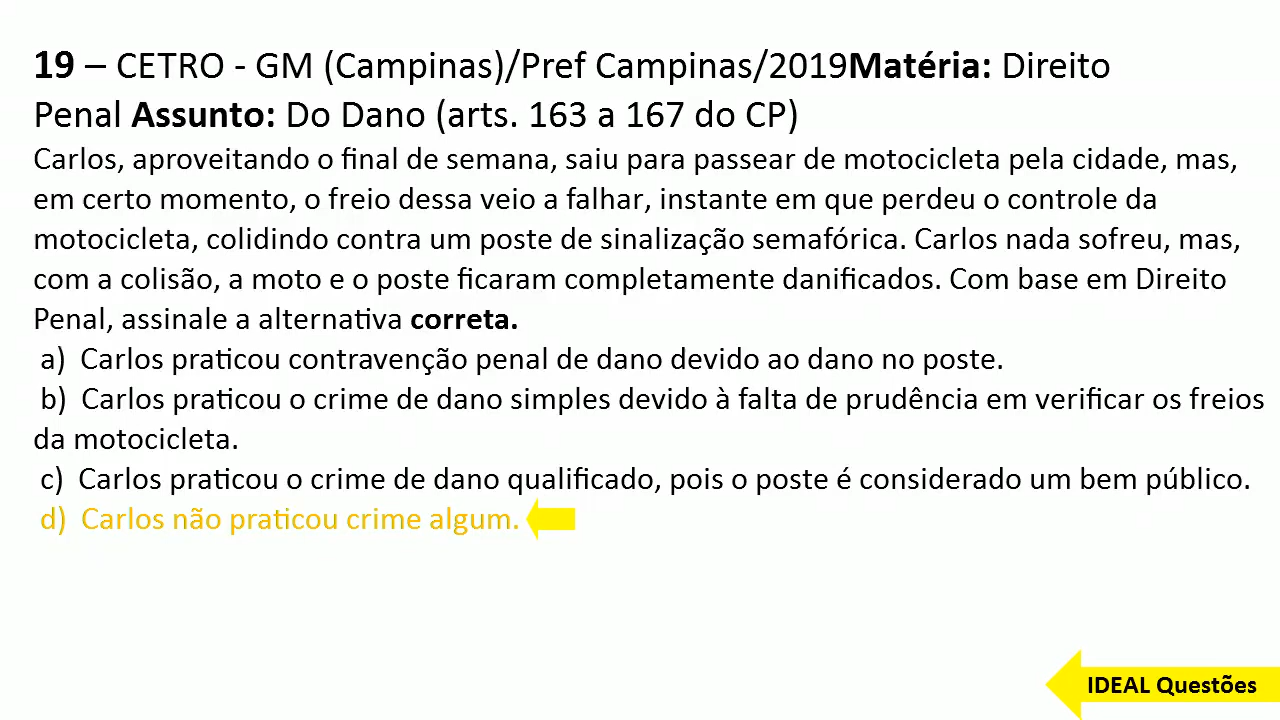 19 – CETRO - GM (Campinas)/Pref Campinas/2019Matéria: Direito
Penal Assunto: Do Dano (arts. 163 a 167 do CP)
Carlos, aproveitando o final de semana, saiu para passear de motocicleta pela cidade, mas,
em certo momento, o freio dessa veio a falhar, instante em que perdeu o controle da
motocicleta, colidindo contra um poste de sinalização semafórica. Carlos nada sofreu, mas,
com a colisão, a moto e o poste ficaram completamente danificados. Com base em Direito
Penal, assinale a alternativa correta.
a) Carlos praticou contravenção penal de dano devido ao dano no poste.
b) Carlos praticou o crime de dano simples devido à falta de prudência em verificar os freios
da motocicleta.
c) Carlos praticou o crime de dano qualificado, pois o poste é considerado um bem público.
d) Carlos não praticou crime algum.
IDEAL Questões